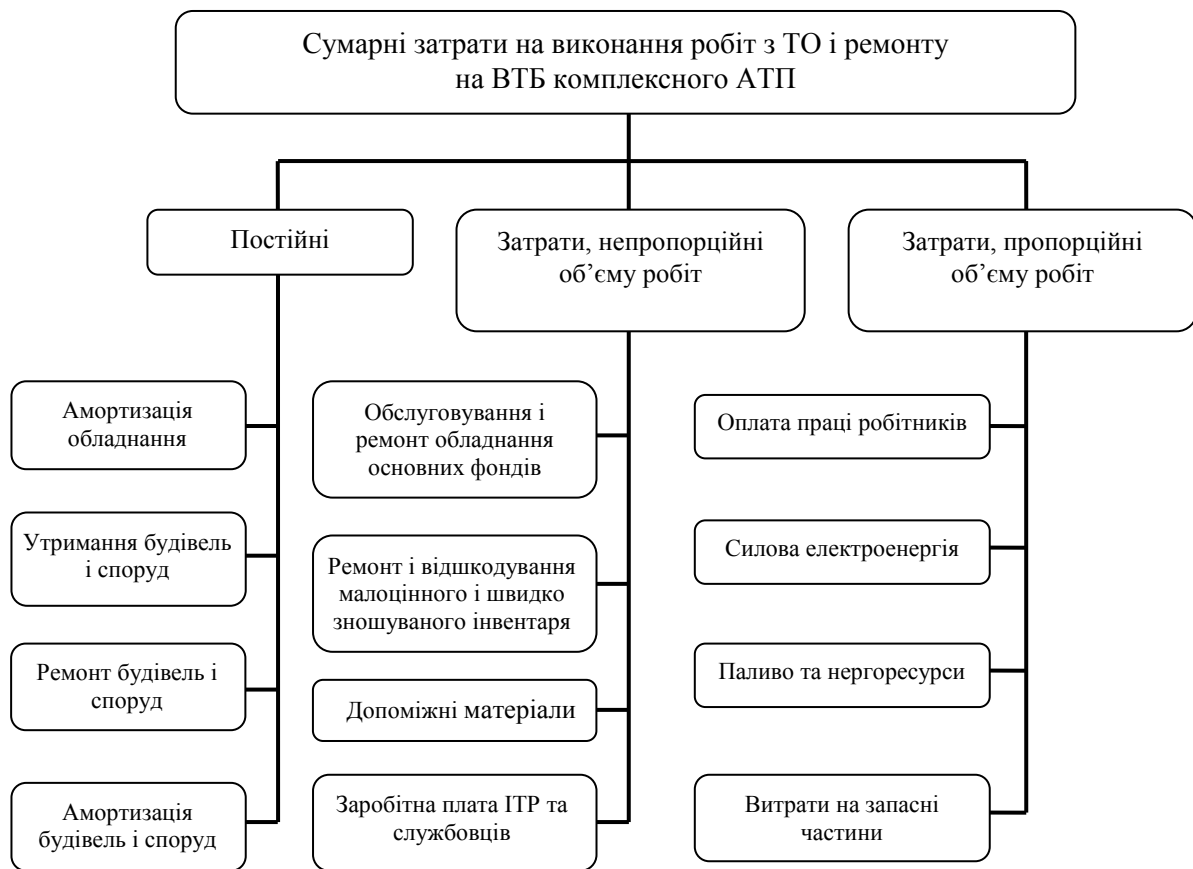 Сумарні затрати на виконання робіт з ТО і ремонту
на ВТБ комплексного АТП
Постійні
Затрати, непропорційні
об’єму робіт
Затрати, пропорційні
об’єму робіт
Амортизація
обладнання
Утримання будівель
і споруд
Ремонт будівель і
споруд
Амортизація
будівель і споруд
Обслуговування і
ремонт обладнання
основних фондів
Ремонт і відшкодування
малоцінного і швидко
зношуваного інвентаря
Допоміжні матеріали
Заробітна плата ІТР та
службовців
Оплата праці робітників
Силова електроенергія
Паливо та нергоресурси
Витрати на запасні
частини